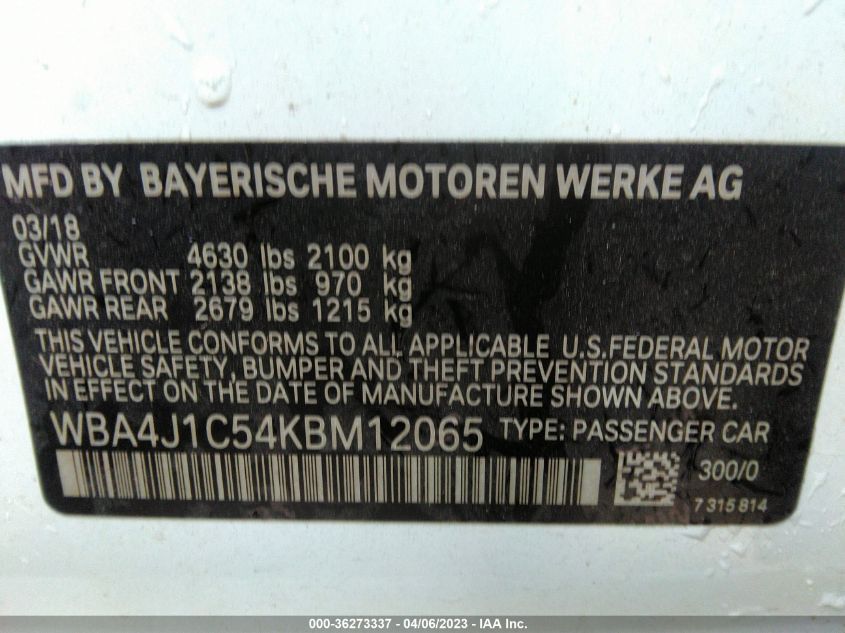 MFD BY BAYERISCHE MOTOREN WERKE AG
03/18
GVWR 4630 lbs 2100 kg
GAWR FRONT 2138 lbs 970 kg
GAWR REAR 2679 lbs 1215 kg
THIS VEHICLE CONFORMS TO ALL APPLICABLE U.S.FEDERAL MOTOR
VEHICLE SAFETY, BUMPER AND THEFT PREVENTION STANDARDS
IN EFFECT ON THE DATE OF MANUFACTURE SHOWN ABOVE.
WBA4J1C54KBM12065 TYPE: PASSENGER CAR
300/0
7 315 814
000-36273337 - 04/06/2023 - IAA Inc.